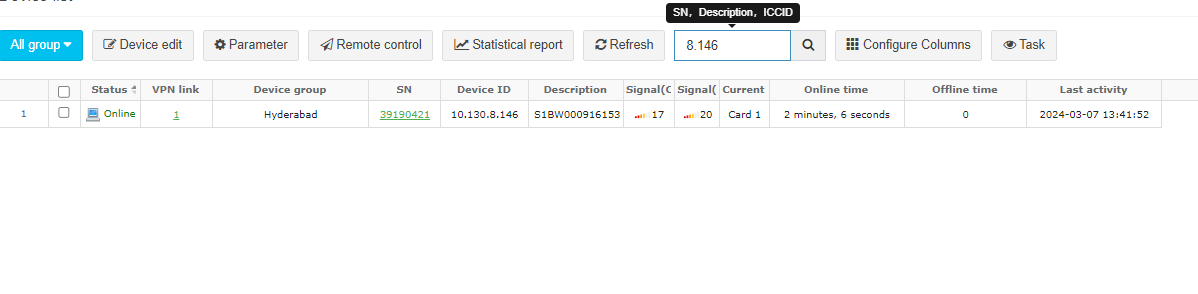 SN, Description, ICCID
All group
Device edit
Parameter
Remote control
Statistical report
Refresh
8.146
Configure Columns
Task
Status VPN link Device group SN Device ID Description Signal(C Signal( Current Online time Offline time Last activity
1 Online 1 Hyderabad 39190421 10.130.8.146 S1BW000916153 17 20 Card 1 2 minutes, 6 seconds 0 2024-03-07 13:41:52